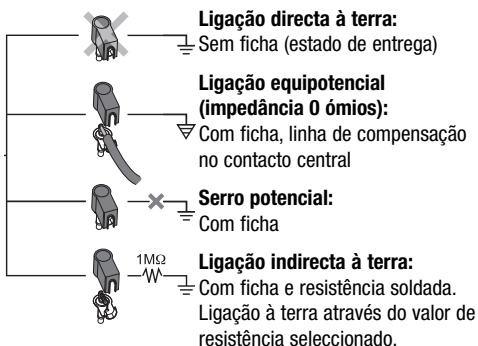 Ligação directa à terra:
Sem ficha (estado de entrega)
Ligação equipotencial
(impedância 0 ómios):
Com ficha, linha de compensação
no contacto central
Serro potencial:
Com ficha
1MΩ
Ligação indirecta à terra:
Com ficha e resistência soldada.
Ligação à terra através do valor de
resistência seleccionado.